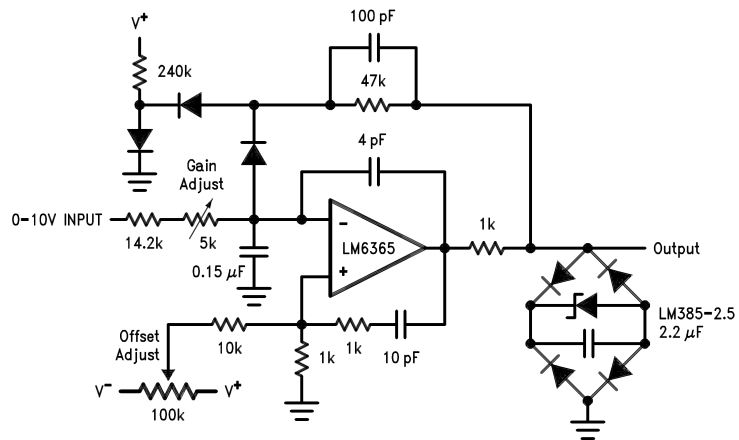 100 pF
V+
240k
47k
4 pF
Gain
Adjust
0-10V INPUT
14.2k
5k
0.15 μF
-
LM6365
+
1k
Output
LM385-2.5
2.2 μF
Offset
Adjust
10k
1k
1k
10 pF
V-
V+
100k